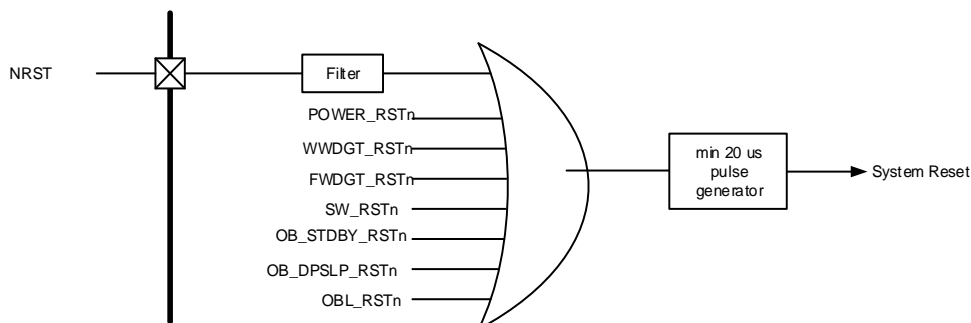 NRST
Filter
POWER_RSTn
WWDGT_RSTn
FWDGT_RSTn
SW_RSTn
OB_STDBY_RSTn
OB_DPSLP_RSTn
OBL_RSTn
min 20 us
pulse
generator
System Reset